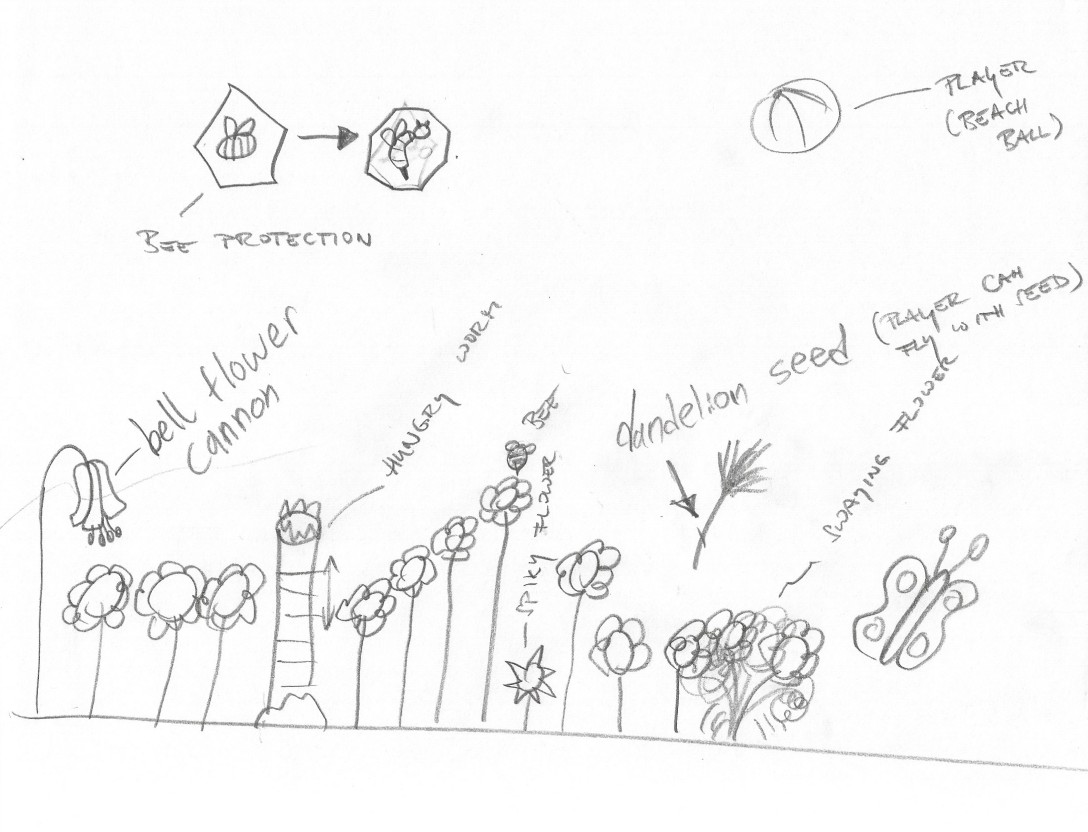 PLAYER
(BEACH
BALL)
BEE PROTECTION
bell flower
cannon
HUNGRY WORM
BEE
SPIKY FLOWER
dandelion seed (PLAYER CAN
FLY WITH SEED)
SWAYING FLOWER